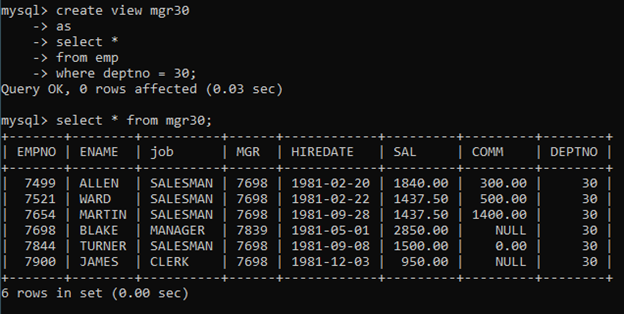 mysql> create view mgr30
    -> as
    -> select *
    -> from emp
    -> where deptno = 30;
Query OK, 0 rows affected (0.03 sec)

mysql> select * from mgr30;
+-------+--------+----------+------+------------+---------+---------+--------+
| EMPNO | ENAME  | job      | MGR  | HIREDATE   | SAL     | COMM    | DEPTNO |
+-------+--------+----------+------+------------+---------+---------+--------+
|  7499 | ALLEN  | SALESMAN | 7698 | 1981-02-20 | 1840.00 |  300.00 |     30 |
|  7521 | WARD   | SALESMAN | 7698 | 1981-02-22 | 1437.50 |  500.00 |     30 |
|  7654 | MARTIN | SALESMAN | 7698 | 1981-09-28 | 1437.50 | 1400.00 |     30 |
|  7698 | BLAKE  | MANAGER  | 7839 | 1981-05-01 | 2850.00 |    NULL |     30 |
|  7844 | TURNER | SALESMAN | 7698 | 1981-09-08 | 1500.00 |    0.00 |     30 |
|  7900 | JAMES  | CLERK    | 7698 | 1981-12-03 |  950.00 |    NULL |     30 |
+-------+--------+----------+------+------------+---------+---------+--------+
6 rows in set (0.00 sec)